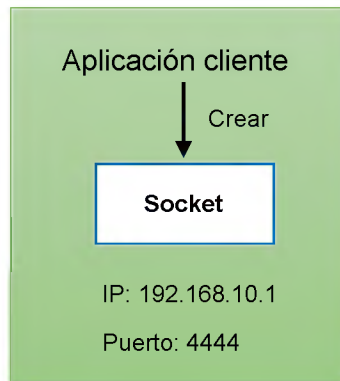 Aplicación cliente
Crear
Socket
IP: 192.168.10.1
Puerto: 4444